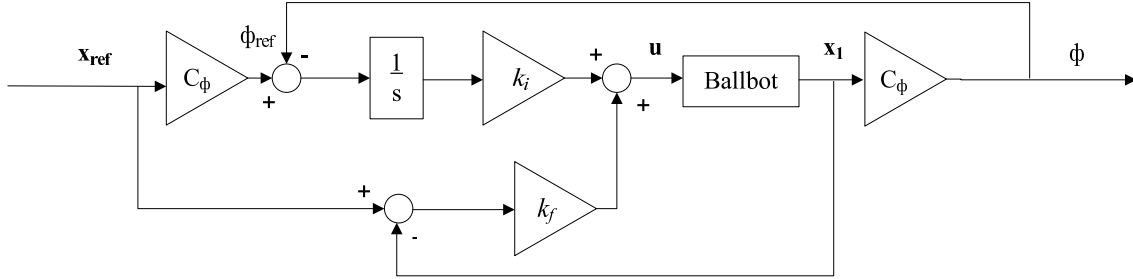 x_ref
C_ϕ
ϕ_ref
-
+
1
s
k_i
+
+
u
Ballbot
x_1
C_ϕ
ϕ
+
-
k_f